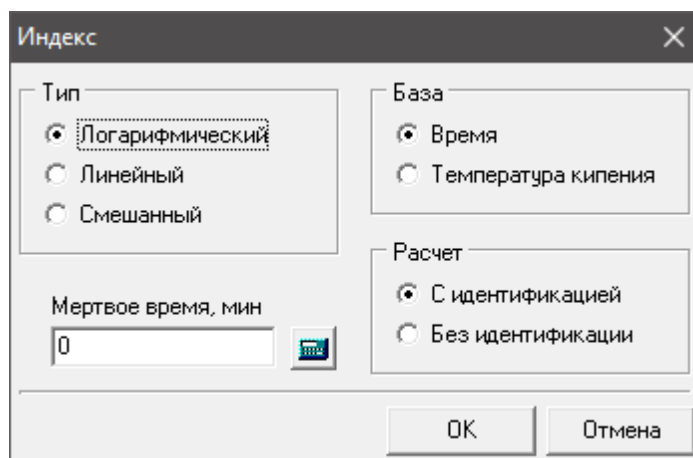 Индекс
Тип
Логарифмический
Линейный
Смешанный
База
Время
Температура кипения
Мертвое время, мин
0
Расчет
С идентификацией
Без идентификации
OK
Отмена